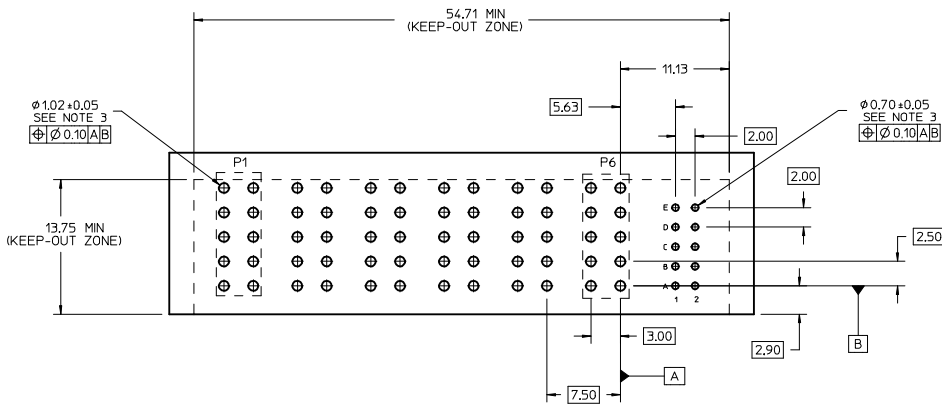 54.71 MIN
(KEEP-OUT ZONE)
11.13
Ø1.02±0.05
SEE NOTE 3
⌖ Ø 0.10 A B
5.63
Ø0.70±0.05
SEE NOTE 3
⌖ Ø 0.10 A B
2.00
P1
P6
2.00
13.75 MIN
(KEEP-OUT ZONE)
E
D
C
B
A
1 2
2.50
3.00
2.90
B
A
7.50